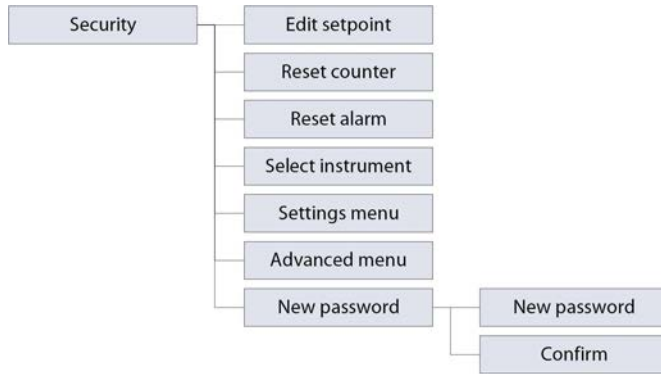 Security
Edit setpoint
Reset counter
Reset alarm
Select instrument
Settings menu
Advanced menu
New password
New password
Confirm